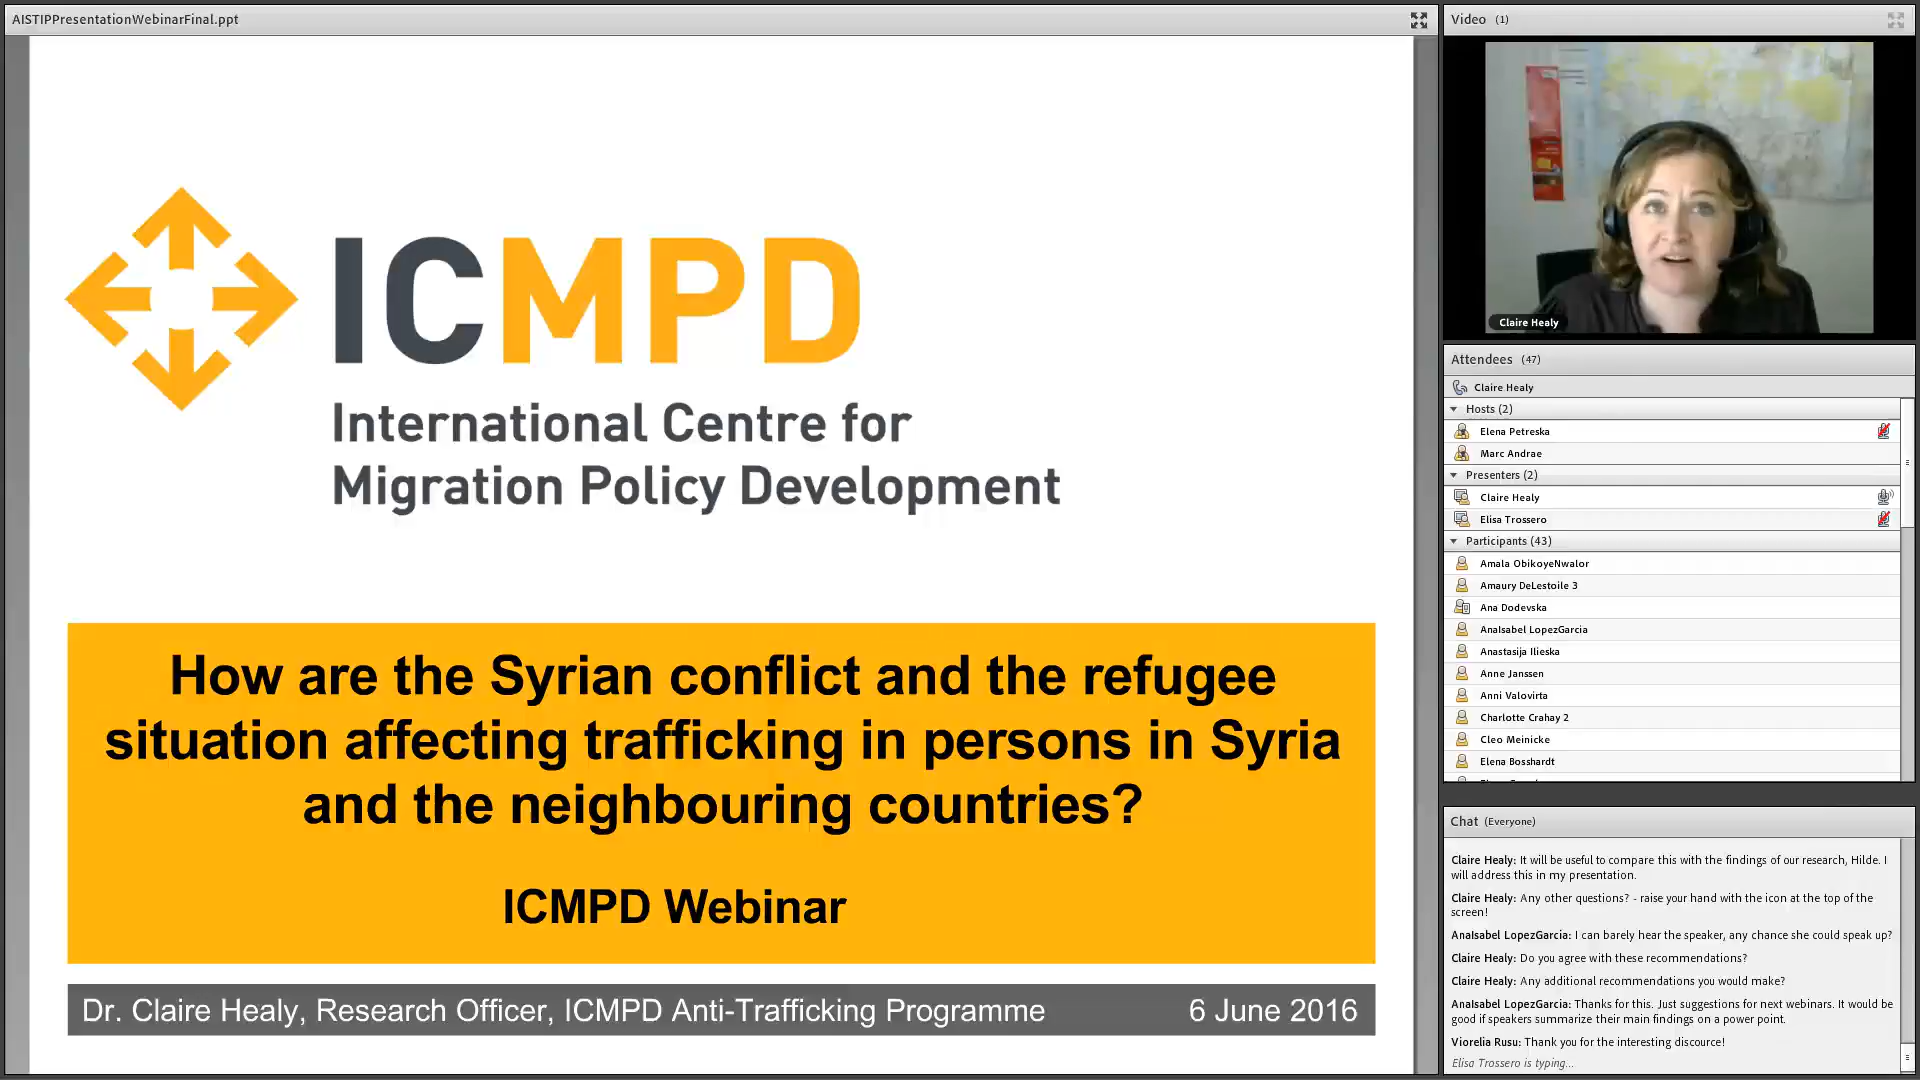 AISTIPPresentationWebinarFinal.ppt
ICMPD
International Centre for
Migration Policy Development
How are the Syrian conflict and the refugee
situation affecting trafficking in persons in Syria
and the neighbouring countries?
ICMPD Webinar
Dr. Claire Healy, Research Officer, ICMPD Anti-Trafficking Programme 6 June 2016
Video (1)
Claire Healy
Attendees (47)
Claire Healy
Hosts (2)
Elena Petreska
Marc Andrae
Presenters (2)
Claire Healy
Elisa Trossero
Participants (43)
Amala ObikoyeNwalor
Amaury DeLestoile 3
Ana Dodevska
AnaIsabel LopezGarcia
Anastasija Ilieska
Anne Janssen
Anni Valovirta
Charlotte Crahay 2
Cleo Meinicke
Elena Bosshardt
Chat (Everyone)
Claire Healy: It will be useful to compare this with the findings of our research, Hilde. I
will address this in my presentation.
Claire Healy: Any other questions? - raise your hand with the icon at the top of the
screen!
AnaIsabel LopezGarcia: I can barely hear the speaker, any chance she could speak up?
Claire Healy: Do you agree with these recommendations?
Claire Healy: Any additional recommendations you would make?
AnaIsabel LopezGarcia: Thanks for this. Just suggestions for next webinars. It would be
good if speakers summarize their main findings on a power point.
Viorelia Rusu: Thank you for the interesting discource!
Elisa Trossero is typing...